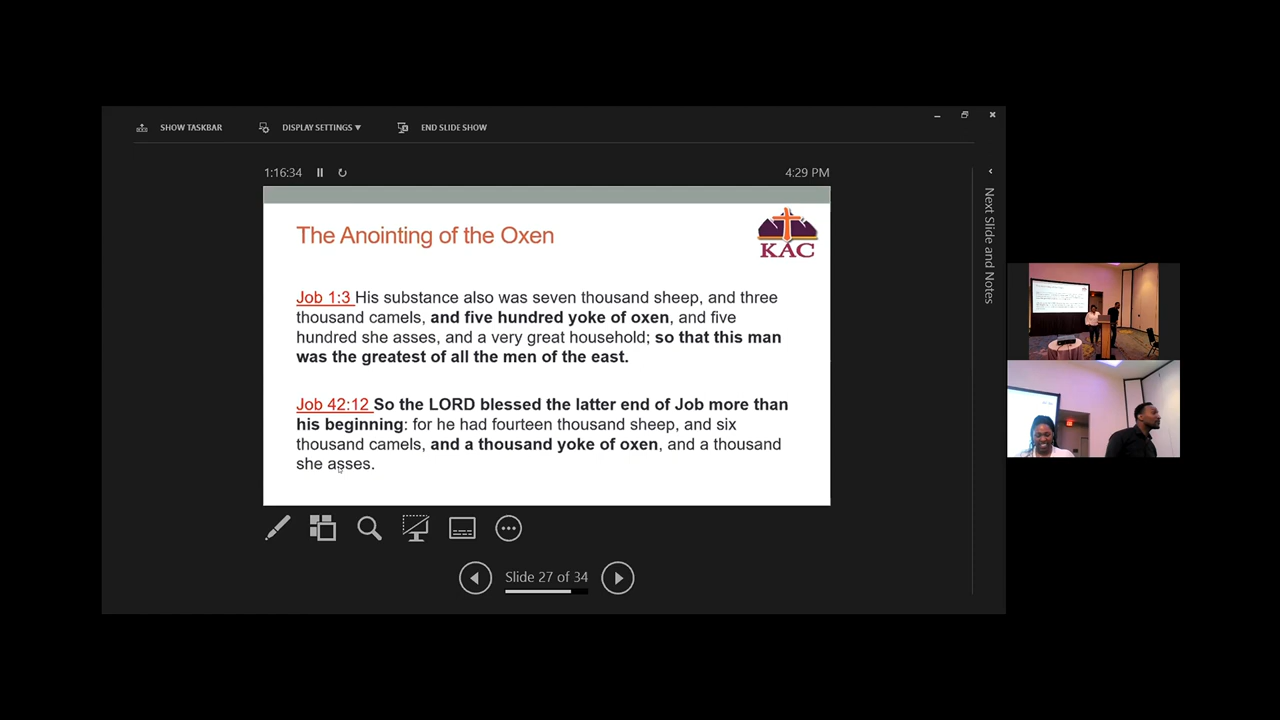 SHOW TASKBAR
DISPLAY SETTINGS ▼
END SLIDE SHOW
1:16:34
4:29 PM
The Anointing of the Oxen
KAC
Job 1:3 His substance also was seven thousand sheep, and three
thousand camels, and five hundred yoke of oxen, and five
hundred she asses, and a very great household; so that this man
was the greatest of all the men of the east.
Job 42:12 So the LORD blessed the latter end of Job more than
his beginning: for he had fourteen thousand sheep, and six
thousand camels, and a thousand yoke of oxen, and a thousand
she asses.
Slide 27 of 34
Next Slide and Notes